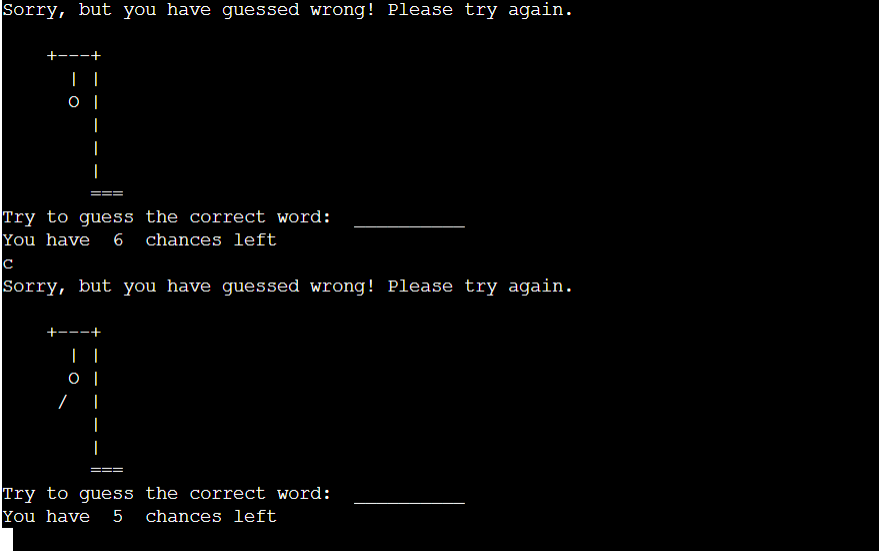 Sorry, but you have guessed wrong! Please try again.
    +---+
      | |
      O |
        |
        |
        |
        ===
Try to guess the correct word:  __________
You have  6  chances left
c
Sorry, but you have guessed wrong! Please try again.
    +---+
      | |
      O |
     /  |
        |
        |
        ===
Try to guess the correct word:  __________
You have  5  chances left